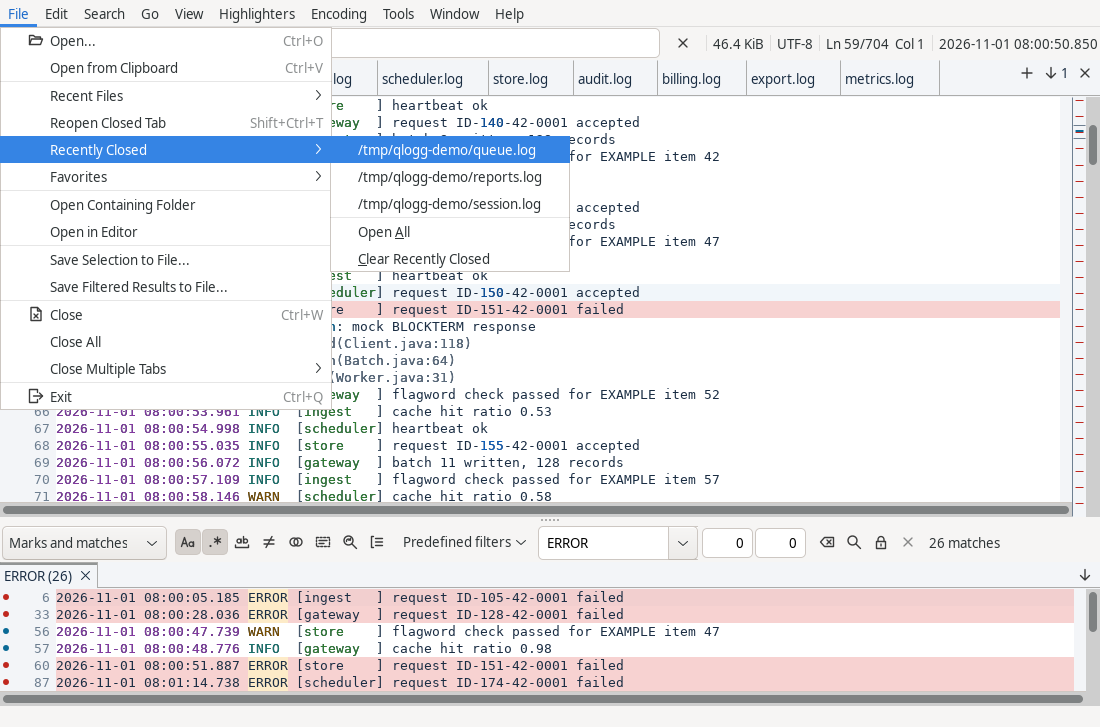 File Edit Search Go View Highlighters Encoding Tools Window Help
Open... Ctrl+O
46.4 KiB UTF-8 Ln 59/704 Col 1 2026-11-01 08:00:50.850
Open from Clipboard Ctrl+V
log scheduler.log store.log audit.log billing.log export.log metrics.log 1
Recent Files
Reopen Closed Tab Shift+Ctrl+T
Recently Closed
Favorites
Open Containing Folder
Open in Editor
Save Selection to File...
Save Filtered Results to File...
Close Ctrl+W
Close All
Close Multiple Tabs
Exit Ctrl+Q
/tmp/qlogg-demo/queue.log
/tmp/qlogg-demo/reports.log
/tmp/qlogg-demo/session.log
Open All
Clear Recently Closed
re ] heartbeat ok
eway ] request ID-140-42-0001 accepted
ecords
for EXAMPLE item 42
accepted
ecords
for EXAMPLE item 47
est ] heartbeat ok
eduler] request ID-150-42-0001 accepted
re ] request ID-151-42-0001 failed
: mock BLOCKTERM response
d(Client.java:118)
(Batch.java:64)
(Worker.java:31)
eway ] flagword check passed for EXAMPLE item 52
66 2026-11-01 08:00:53.961 INFO [ingest ] cache hit ratio 0.53
67 2026-11-01 08:00:54.998 INFO [scheduler] heartbeat ok
68 2026-11-01 08:00:55.035 INFO [store ] request ID-155-42-0001 accepted
69 2026-11-01 08:00:56.072 INFO [gateway ] batch 11 written, 128 records
70 2026-11-01 08:00:57.109 INFO [ingest ] flagword check passed for EXAMPLE item 57
71 2026-11-01 08:00:58.146 WARN [scheduler] cache hit ratio 0.58
Marks and matches Aa .* ab Predefined filters ERROR 0 0 26 matches
ERROR (26)
6 2026-11-01 08:00:05.185 ERROR [ingest ] request ID-105-42-0001 failed
33 2026-11-01 08:00:28.036 ERROR [gateway ] request ID-128-42-0001 failed
56 2026-11-01 08:00:47.739 WARN [store ] flagword check passed for EXAMPLE item 47
57 2026-11-01 08:00:48.776 INFO [gateway ] cache hit ratio 0.98
60 2026-11-01 08:00:51.887 ERROR [store ] request ID-151-42-0001 failed
87 2026-11-01 08:01:14.738 ERROR [scheduler] request ID-174-42-0001 failed